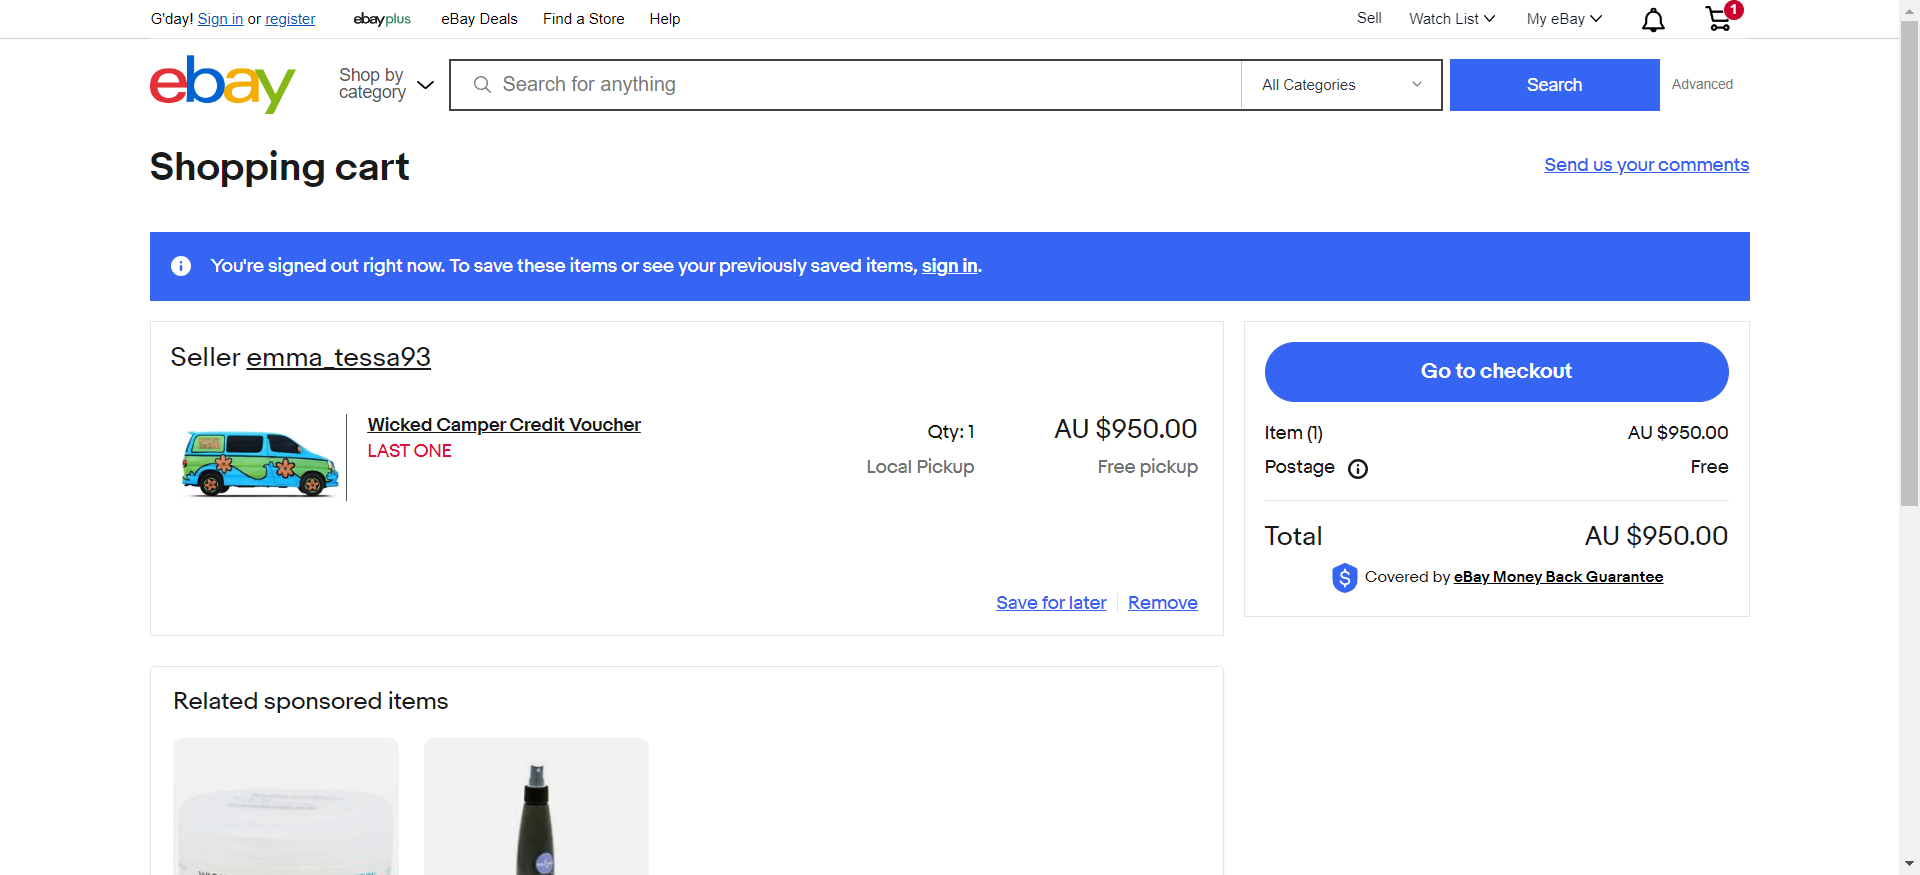 G'day! Sign in or register
ebayplus
eBay Deals
Find a Store
Help
Sell
Watch List
My eBay
1
ebay
Shop by
category
Search for anything
All Categories
Search
Advanced
Shopping cart
Send us your comments
You're signed out right now. To save these items or see your previously saved items, sign in.
Seller emma_tessa93
Wicked Camper Credit Voucher
LAST ONE
Qty: 1
AU $950.00
Local Pickup
Free pickup
Save for later
Remove
Go to checkout
Item (1)
AU $950.00
Postage
Free
Total
AU $950.00
Covered by eBay Money Back Guarantee
Related sponsored items